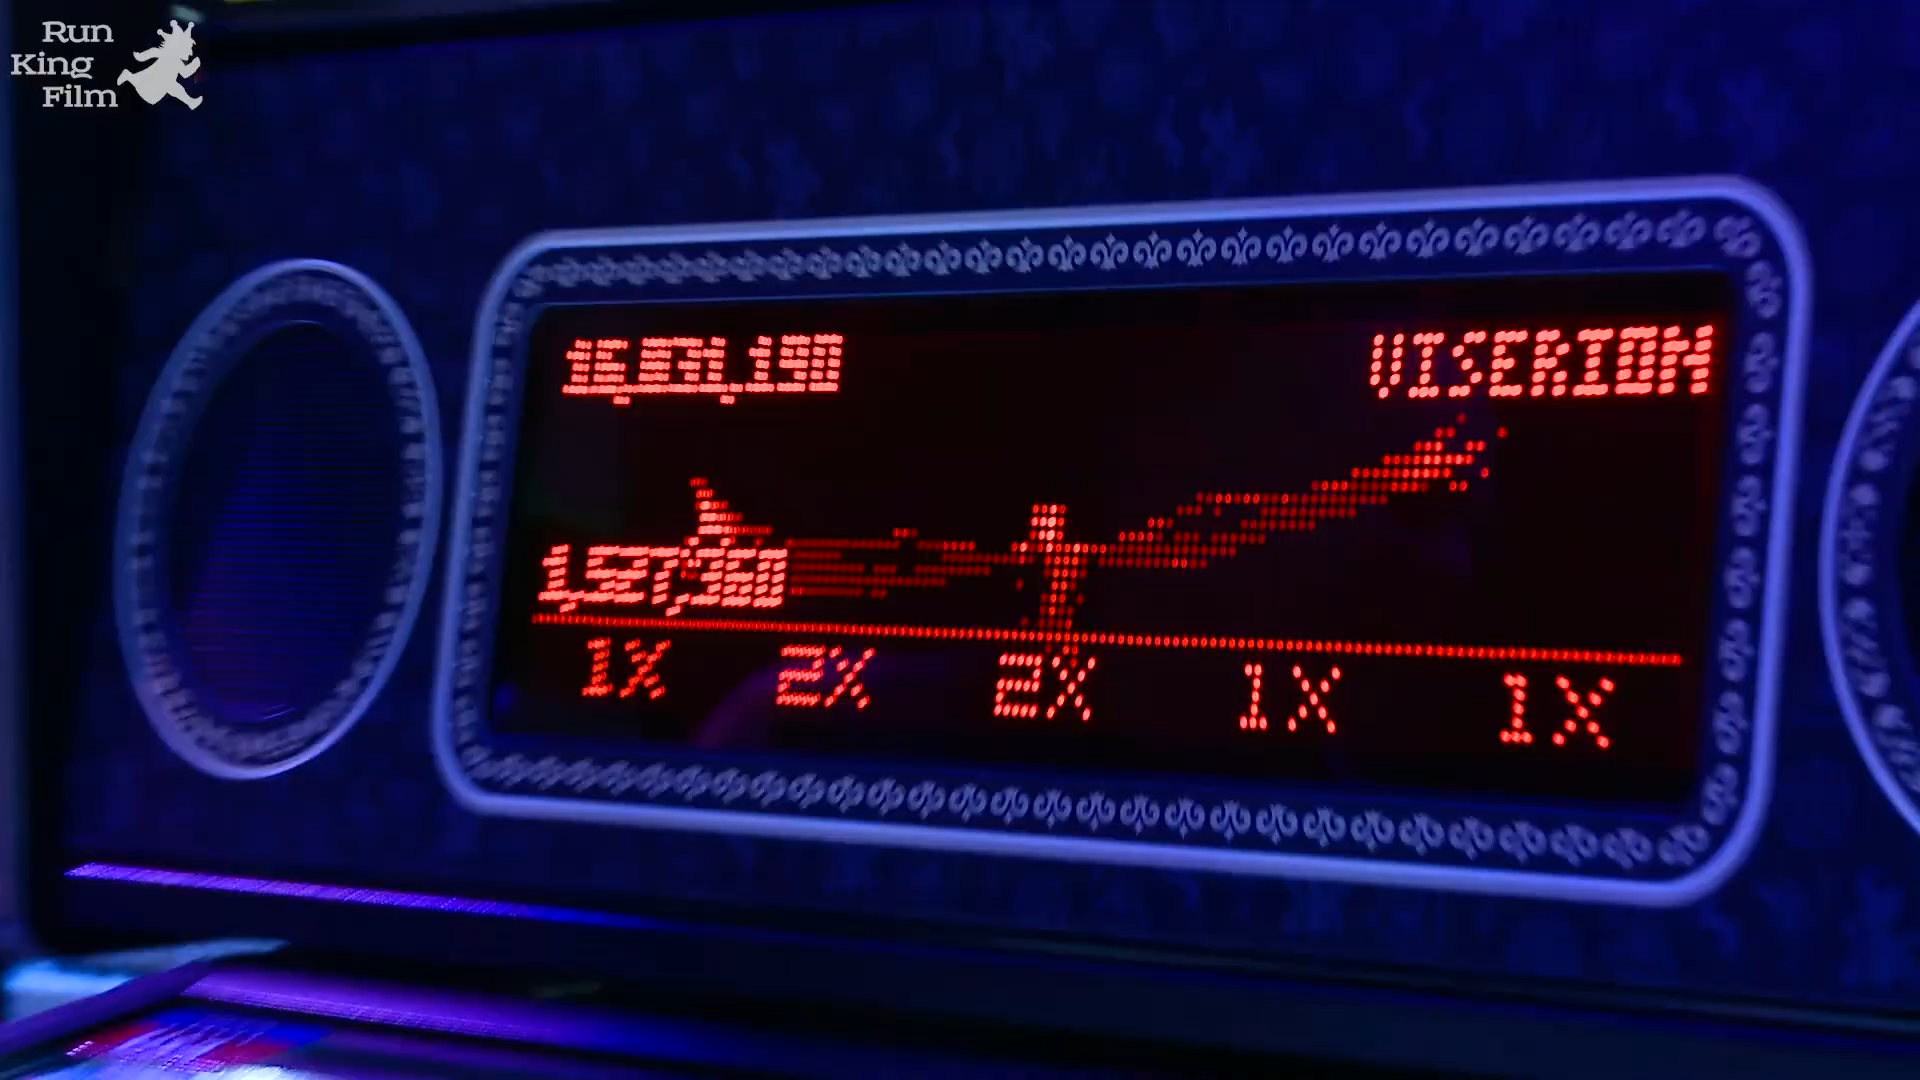 Run
King
Film
VISERION
1X 2X 2X 1X 1X